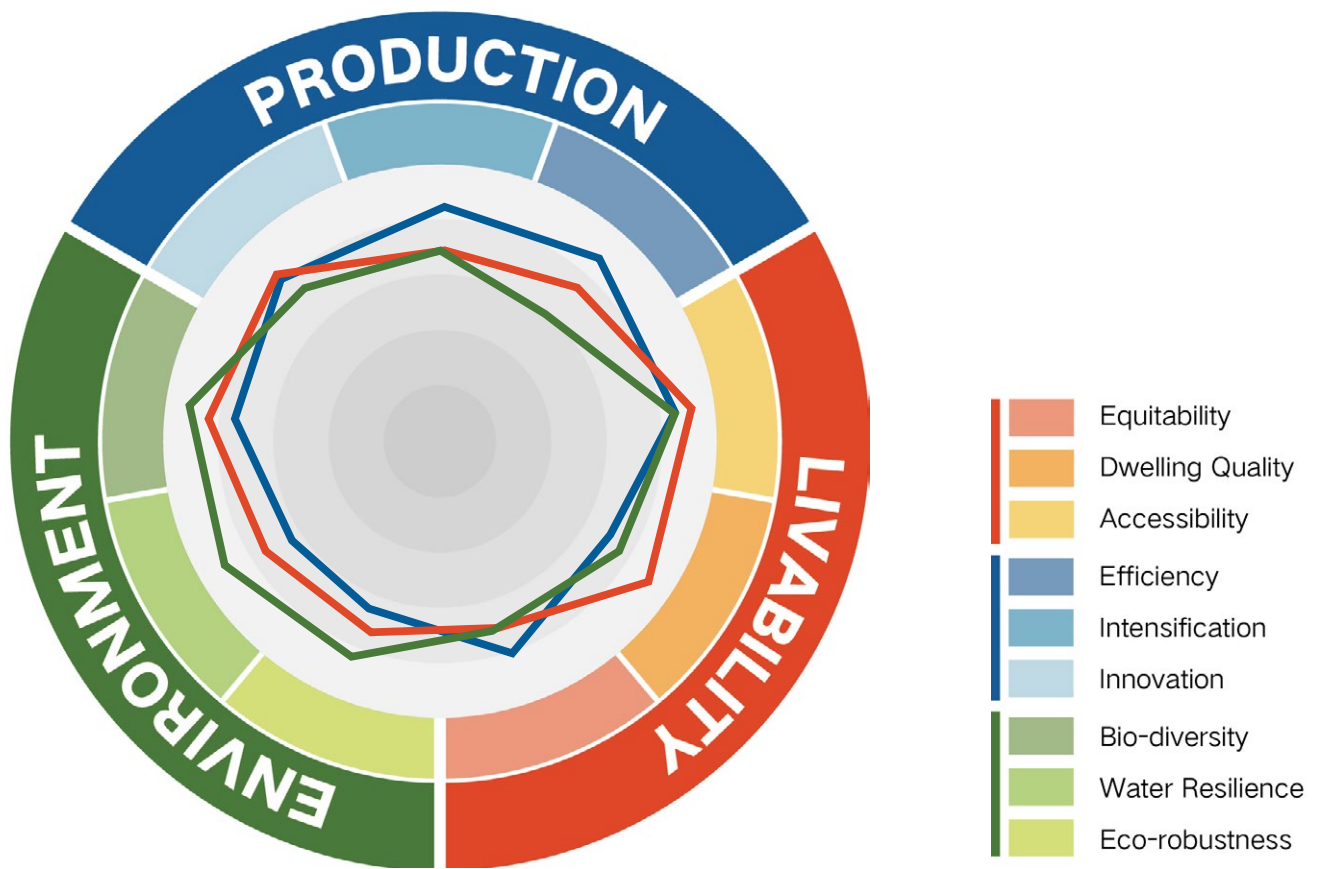 PRODUCTION
LIVABILITY
ENVIRONMENT
Equitability
Dwelling Quality
Accessibility
Efficiency
Intensification
Innovation
Bio-diversity
Water Resilience
Eco-robustness